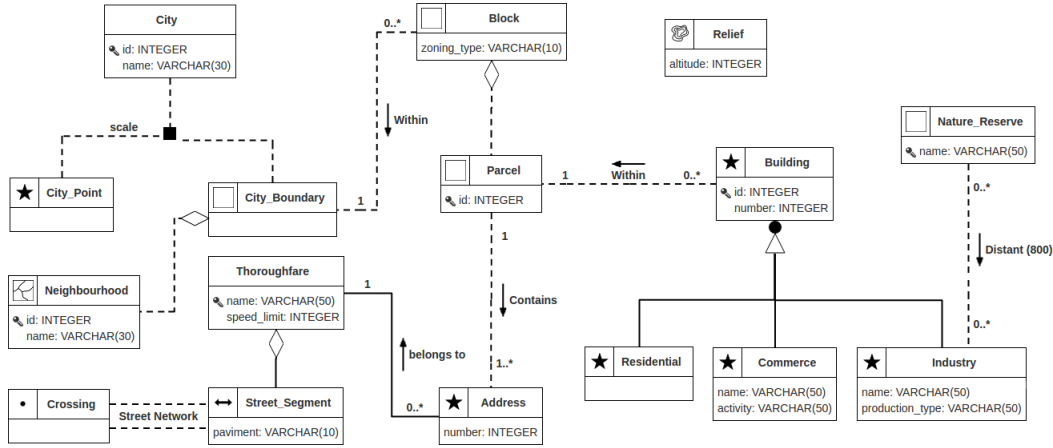 City
id: INTEGER
name: VARCHAR(30)
scale
City_Point
City_Boundary
Neighbourhood
id: INTEGER
name: VARCHAR(30)
Block
zoning_type: VARCHAR(10)
0..*
Within
1
Relief
altitude: INTEGER
Parcel
id: INTEGER
1
Within
0..*
Building
id: INTEGER
number: INTEGER
Nature_Reserve
name: VARCHAR(50)
0..*
Distant (800)
0..*
Thoroughfare
name: VARCHAR(50)
speed_limit: INTEGER
1
belongs to
0..*
1
Contains
1..*
Address
number: INTEGER
Crossing
Street Network
Street_Segment
paviment: VARCHAR(10)
Residential
Commerce
name: VARCHAR(50)
activity: VARCHAR(50)
Industry
name: VARCHAR(50)
production_type: VARCHAR(50)